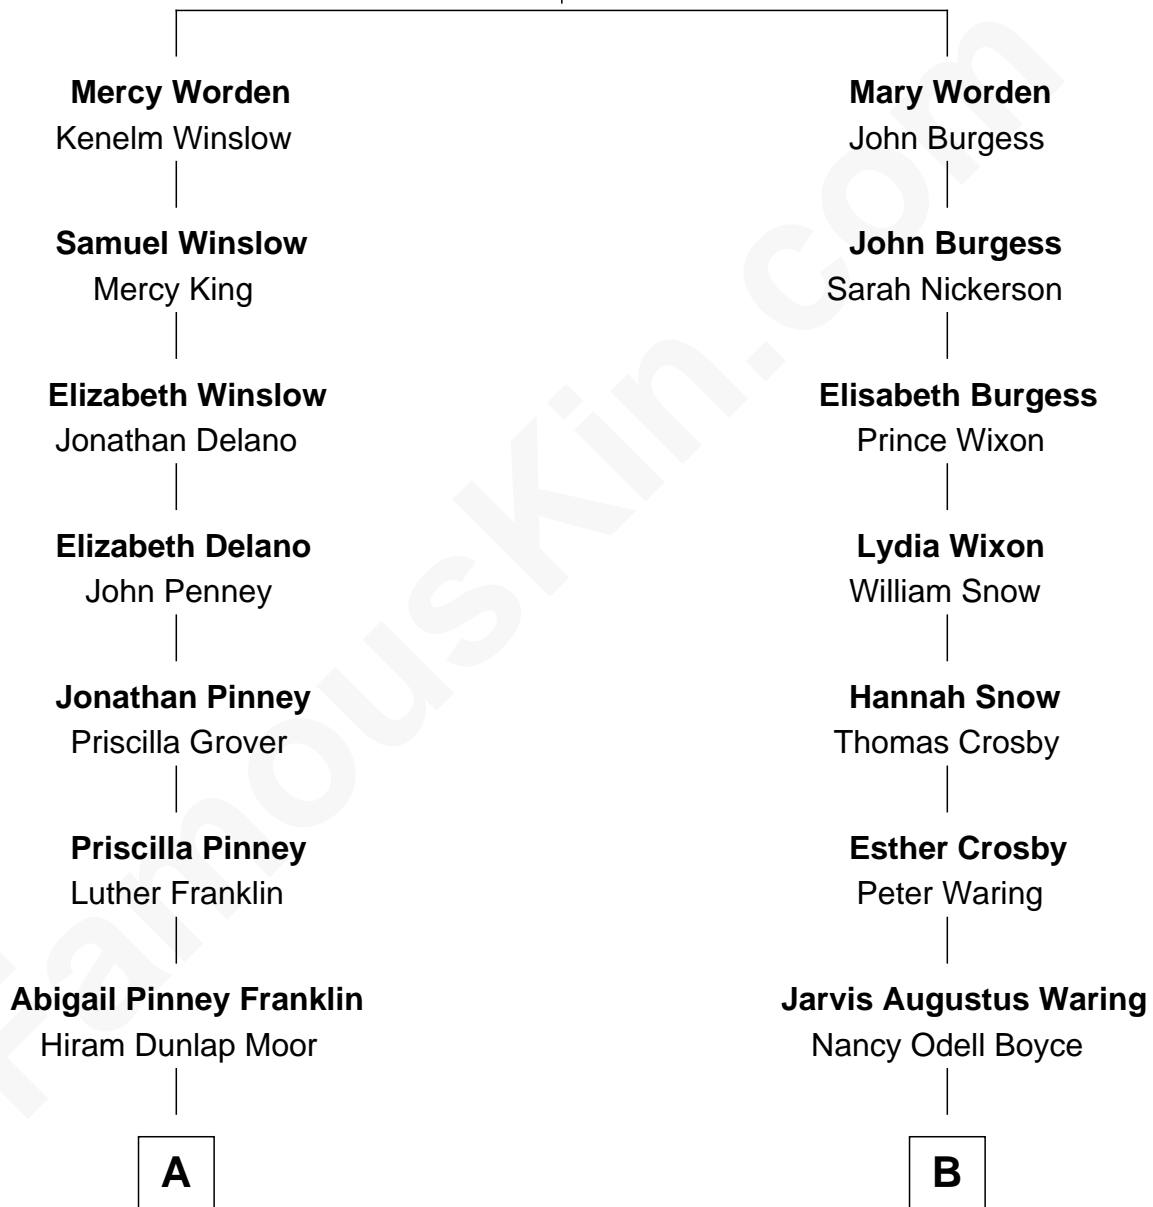 Mercy Worden
Kenelm Winslow
Samuel Winslow
Mercy King
Elizabeth Winslow
Jonathan Delano
Elizabeth Delano
John Penney
Jonathan Pinney
Priscilla Grover
Priscilla Pinney
Luther Franklin
Abigail Pinney Franklin
Hiram Dunlap Moor
A
Mary Worden
John Burgess
John Burgess
Sarah Nickerson
Elisabeth Burgess
Prince Wixon
Lydia Wixon
William Snow
Hannah Snow
Thomas Crosby
Esther Crosby
Peter Waring
Jarvis Augustus Waring
Nancy Odell Boyce
B
FamousKin.com